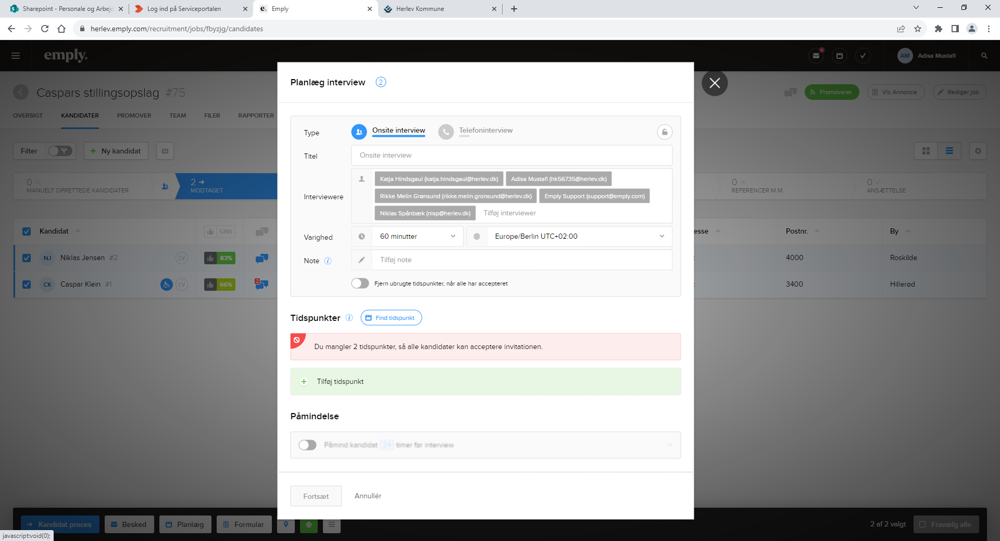 Sharepoint - Personale og Arbejd
Log ind på Serviceportalen
Emply
Herlev Kommune
herlev.emply.com/recruitment/jobs/fbyzjg/candidates
emply.
5
AM
Adisa Mustafi
Caspars stillingsopslag #75
Promoveret
Vis Annonce
Rediger job
OVERSIGT
KANDIDATER
PROMOVER
TEAM
FILER
RAPPORTER
Filter
+ Ny kandidat
0
MANUELT OPRETTEDE KANDIDATER
2
MODTAGET
0
REFERENCER M.M.
0
ANSÆTTELSE
Kandidat
GNS
esse
Postnr.
By
NJ Niklas Jensen #2
CV
83%
4000
Roskilde
CK Caspar Klein #1
CV
66%
2
3400
Hillerød
Planlæg interview 2
Type
Onsite interview
Telefoninterview
Titel
Onsite interview
Interviewere
Katja Hindsgaul (katja.hindsgaul@herlev.dk)
Adisa Mustafi (hk56735@herlev.dk)
Rikke Melin Grønsund (rikke.melin.gronsund@herlev.dk)
Emply Support (support@emply.com)
Niklas Spånbæk (nisp@herlev.dk)
Tilføj interviewer
Varighed
60 minutter
Europe/Berlin UTC+02:00
Note i
Tilføj note
Fjern ubrugte tidspunkter, når alle har accepteret
Tidspunkter i
Find tidspunkt
Du mangler 2 tidspunkter, så alle kandidater kan acceptere invitationen.
+ Tilføj tidspunkt
Påmindelse
Påmind kandidat 24 timer før interview
Fortsæt
Annullér
Kandidat proces
Besked
Planlæg
Formular
2 af 2 valgt
Fravælg alle
javascript:void(0);